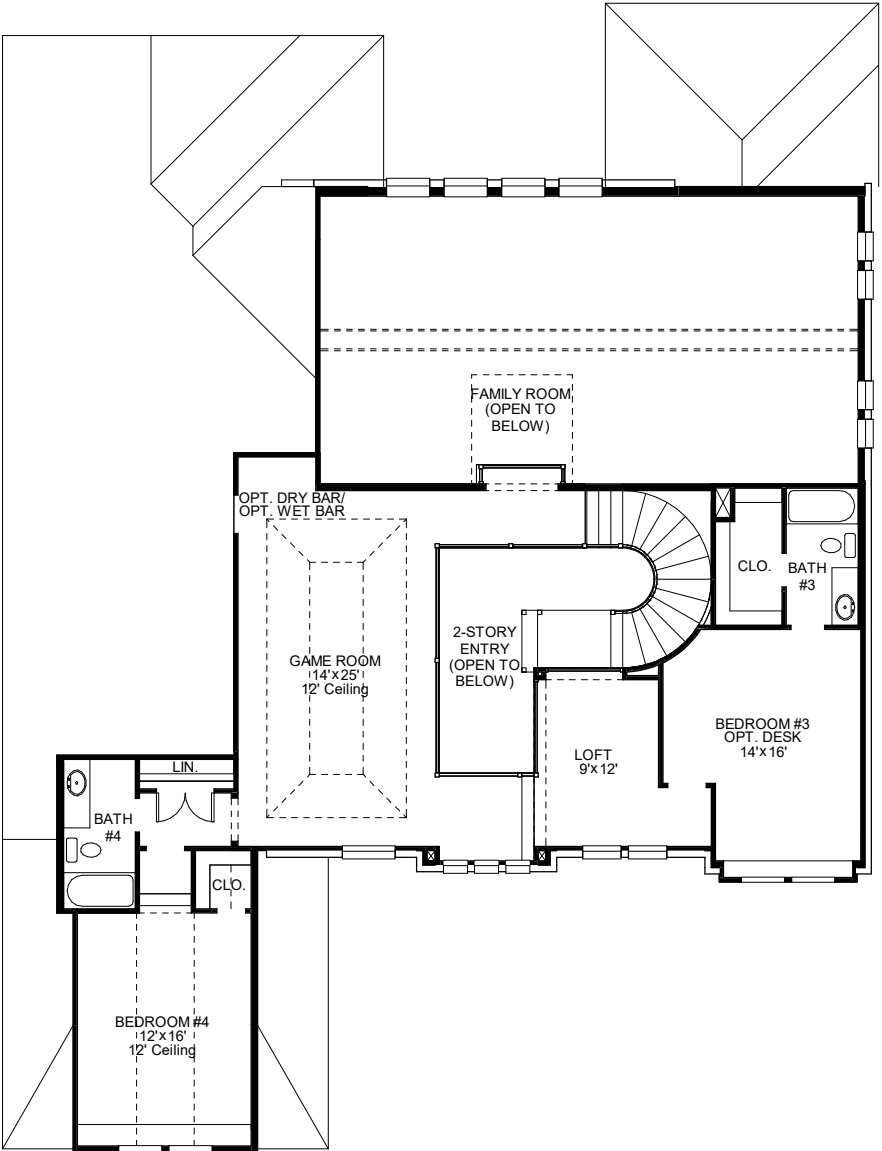 FAMILY ROOM
(OPEN TO
BELOW)
OPT. DRY BAR/
OPT. WET BAR
CLO.
BATH
#3
2-STORY
ENTRY
(OPEN TO
BELOW)
GAME ROOM
14'x25'
12' Ceiling
BEDROOM #3
OPT. DESK
14'x16'
LOFT
9'x12'
LIN.
BATH
#4
CLO.
BEDROOM #4
12'x16'
12' Ceiling